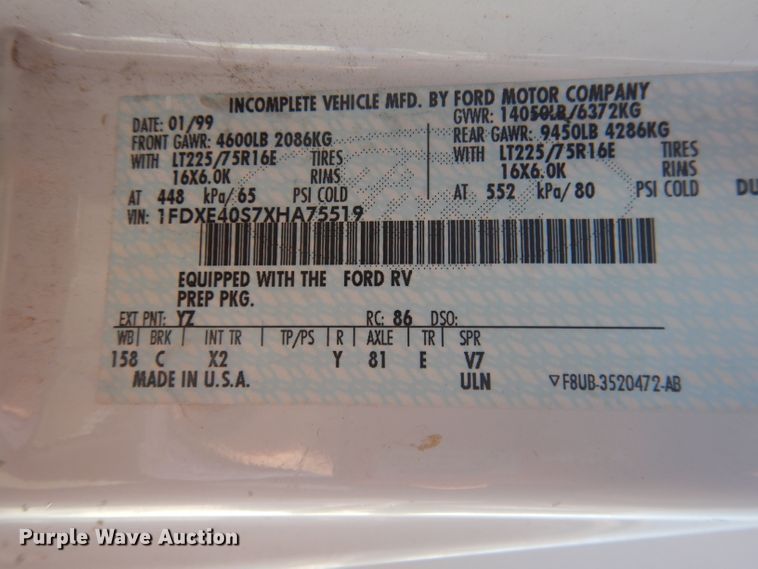 INCOMPLETE VEHICLE MFD. BY FORD MOTOR COMPANY
DATE: 01/99 GVWR: 14050LB/6372KG
FRONT GAWR: 4600LB 2086KG REAR GAWR: 9450LB 4286KG
WITH LT225/75R16E TIRES WITH LT225/75R16E TIRES
16X6.0K RIMS 16X6.0K RIMS
AT 448 kPa/65 PSI COLD AT 552 kPa/80 PSI COLD DU
VIN: 1FDXE40S7XHA75519
EQUIPPED WITH THE FORD RV
PREP PKG.
EXT PNT: YZ RC: 86 DSO:
WB BRK INT TR TP/PS R AXLE TR SPR
158 C X2 Y 81 E V7
MADE IN U.S.A. ULN ▽F8UB-3520472-AB
Purple Wave Auction